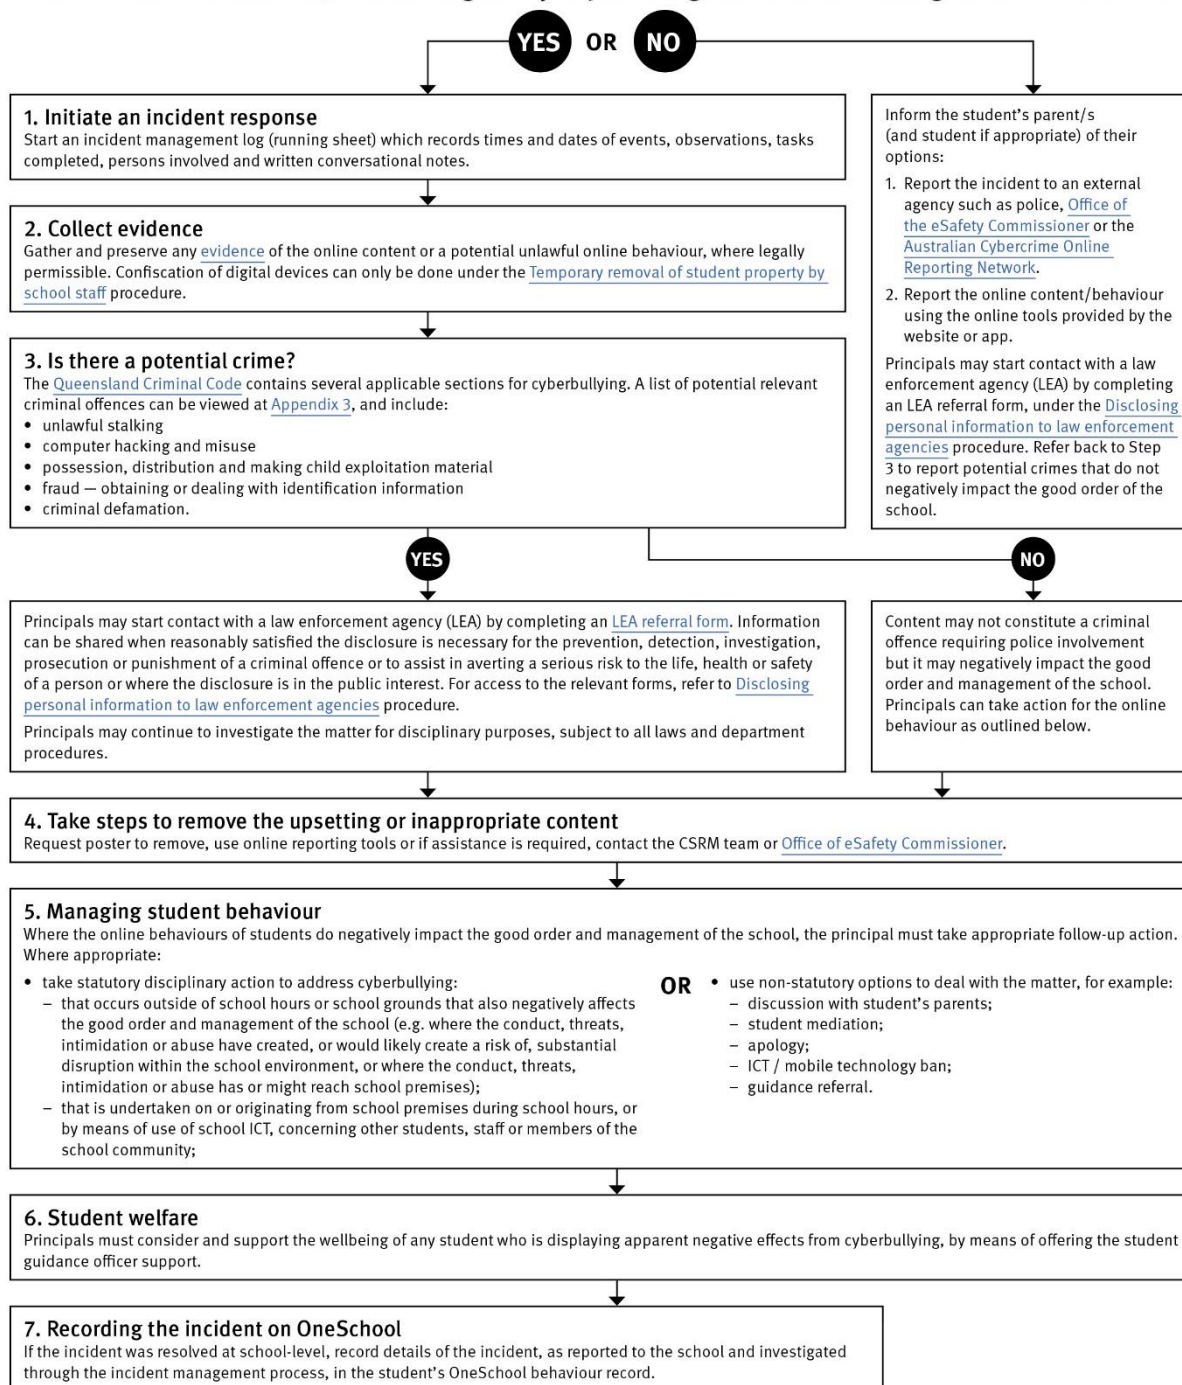 YES OR NO
1. Initiate an incident response
Start an incident management log (running sheet) which records times and dates of events, observations, tasks
completed, persons involved and written conversational notes.
2. Collect evidence
Gather and preserve any evidence of the online content or a potential unlawful online behaviour, where legally
permissible. Confiscation of digital devices can only be done under the Temporary removal of student property by
school staff procedure.
3. Is there a potential crime?
The Queensland Criminal Code contains several applicable sections for cyberbullying. A list of potential relevant
criminal offences can be viewed at Appendix 3, and include:
• unlawful stalking
• computer hacking and misuse
• possession, distribution and making child exploitation material
• fraud — obtaining or dealing with identification information
• criminal defamation.
Inform the student's parent/s
(and student if appropriate) of their
options:
1. Report the incident to an external
agency such as police, Office of
the eSafety Commissioner or the
Australian Cybercrime Online
Reporting Network.
2. Report the online content/behaviour
using the online tools provided by the
website or app.
Principals may start contact with a law
enforcement agency (LEA) by completing
an LEA referral form, under the Disclosing
personal information to law enforcement
agencies procedure. Refer back to Step
3 to report potential crimes that do not
negatively impact the good order of the
school.
YES
NO
Principals may start contact with a law enforcement agency (LEA) by completing an LEA referral form. Information
can be shared when reasonably satisfied the disclosure is necessary for the prevention, detection, investigation,
prosecution or punishment of a criminal offence or to assist in averting a serious risk to the life, health or safety
of a person or where the disclosure is in the public interest. For access to the relevant forms, refer to Disclosing
personal information to law enforcement agencies procedure.
Principals may continue to investigate the matter for disciplinary purposes, subject to all laws and department
procedures.
Content may not constitute a criminal
offence requiring police involvement
but it may negatively impact the good
order and management of the school.
Principals can take action for the online
behaviour as outlined below.
4. Take steps to remove the upsetting or inappropriate content
Request poster to remove, use online reporting tools or if assistance is required, contact the CSRM team or Office of eSafety Commissioner.
5. Managing student behaviour
Where the online behaviours of students do negatively impact the good order and management of the school, the principal must take appropriate follow-up action.
Where appropriate:
• take statutory disciplinary action to address cyberbullying:
– that occurs outside of school hours or school grounds that also negatively affects
the good order and management of the school (e.g. where the conduct, threats,
intimidation or abuse have created, or would likely create a risk of, substantial
disruption within the school environment, or where the conduct, threats,
intimidation or abuse has or might reach school premises);
– that is undertaken on or originating from school premises during school hours, or
by means of use of school ICT, concerning other students, staff or members of the
school community;
OR
• use non-statutory options to deal with the matter, for example:
– discussion with student's parents;
– student mediation;
– apology;
– ICT / mobile technology ban;
– guidance referral.
6. Student welfare
Principals must consider and support the wellbeing of any student who is displaying apparent negative effects from cyberbullying, by means of offering the student
guidance officer support.
7. Recording the incident on OneSchool
If the incident was resolved at school-level, record details of the incident, as reported to the school and investigated
through the incident management process, in the student's OneSchool behaviour record.